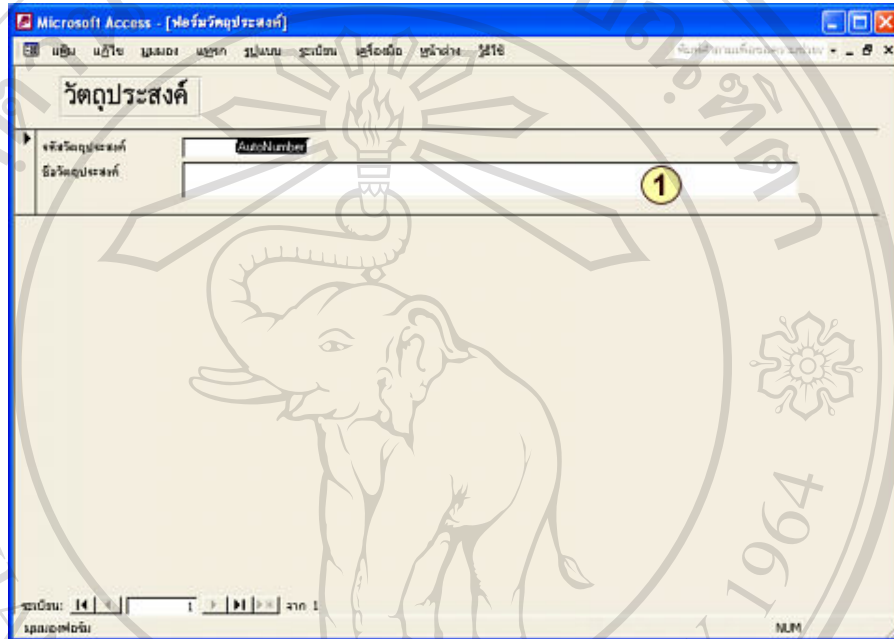 Microsoft Access - [ฟอร์มวัตถุประสงค์]
แฟ้ม แก้ไข มุมมอง แทรก รูปแบบ ระเบียน เครื่องมือ หน้าต่าง วิธีใช้
วัตถุประสงค์
รหัสวัตถุประสงค์ AutoNumber
ชื่อวัตถุประสงค์
1
ระเบียน: 1 จาก 1
มุมมองฟอร์ม NUM
1964